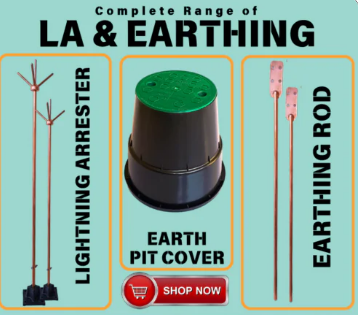 Complete Range of
LA & EARTHING
LIGHTNING ARRESTER
EARTH
PIT COVER
EARTHING ROD
SHOP NOW